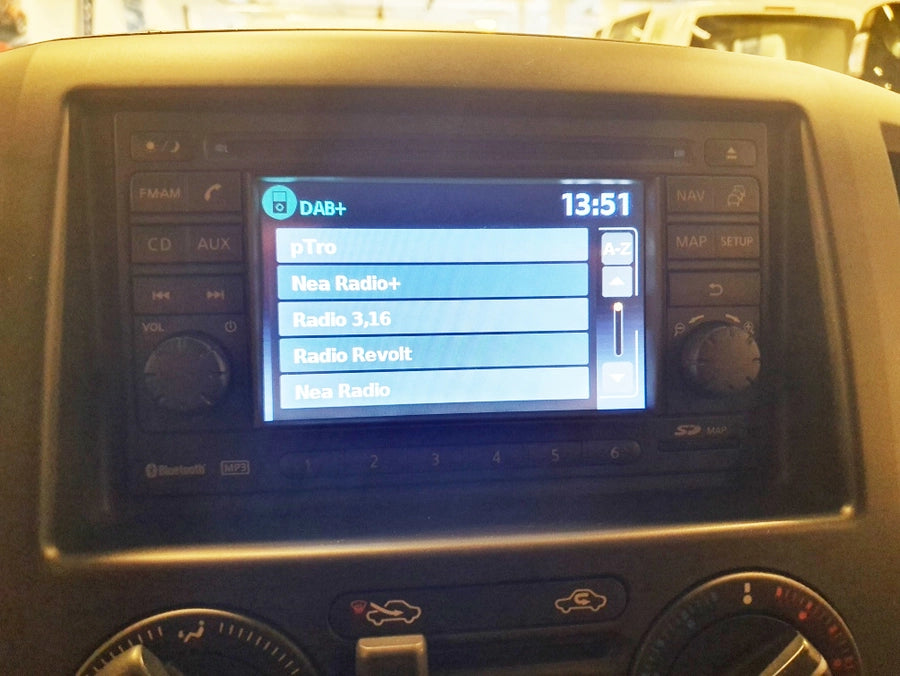 DAB+ 13:51
FM·AM
NAV
pTro
A-Z
CD AUX
MAP SETUP
Nea Radio+
Radio 3,16
VOL
Radio Revolt
Nea Radio
SD MAP
Bluetooth MP3
1 2 3 4 5 6